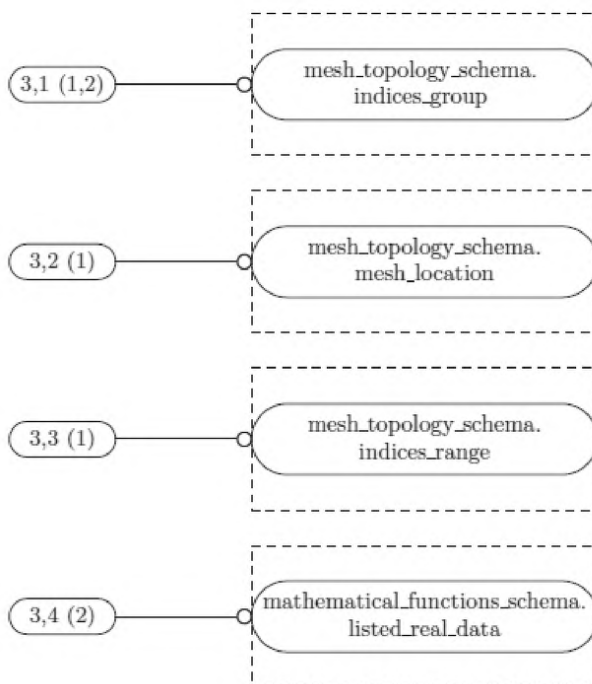 3,1 (1,2)
mesh_topology_schema.
indices_group
3,2 (1)
mesh_topology_schema.
mesh_location
3,3 (1)
mesh_topology_schema.
indices_range
3,4 (2)
mathematical_functions_schema.
listed_real_data